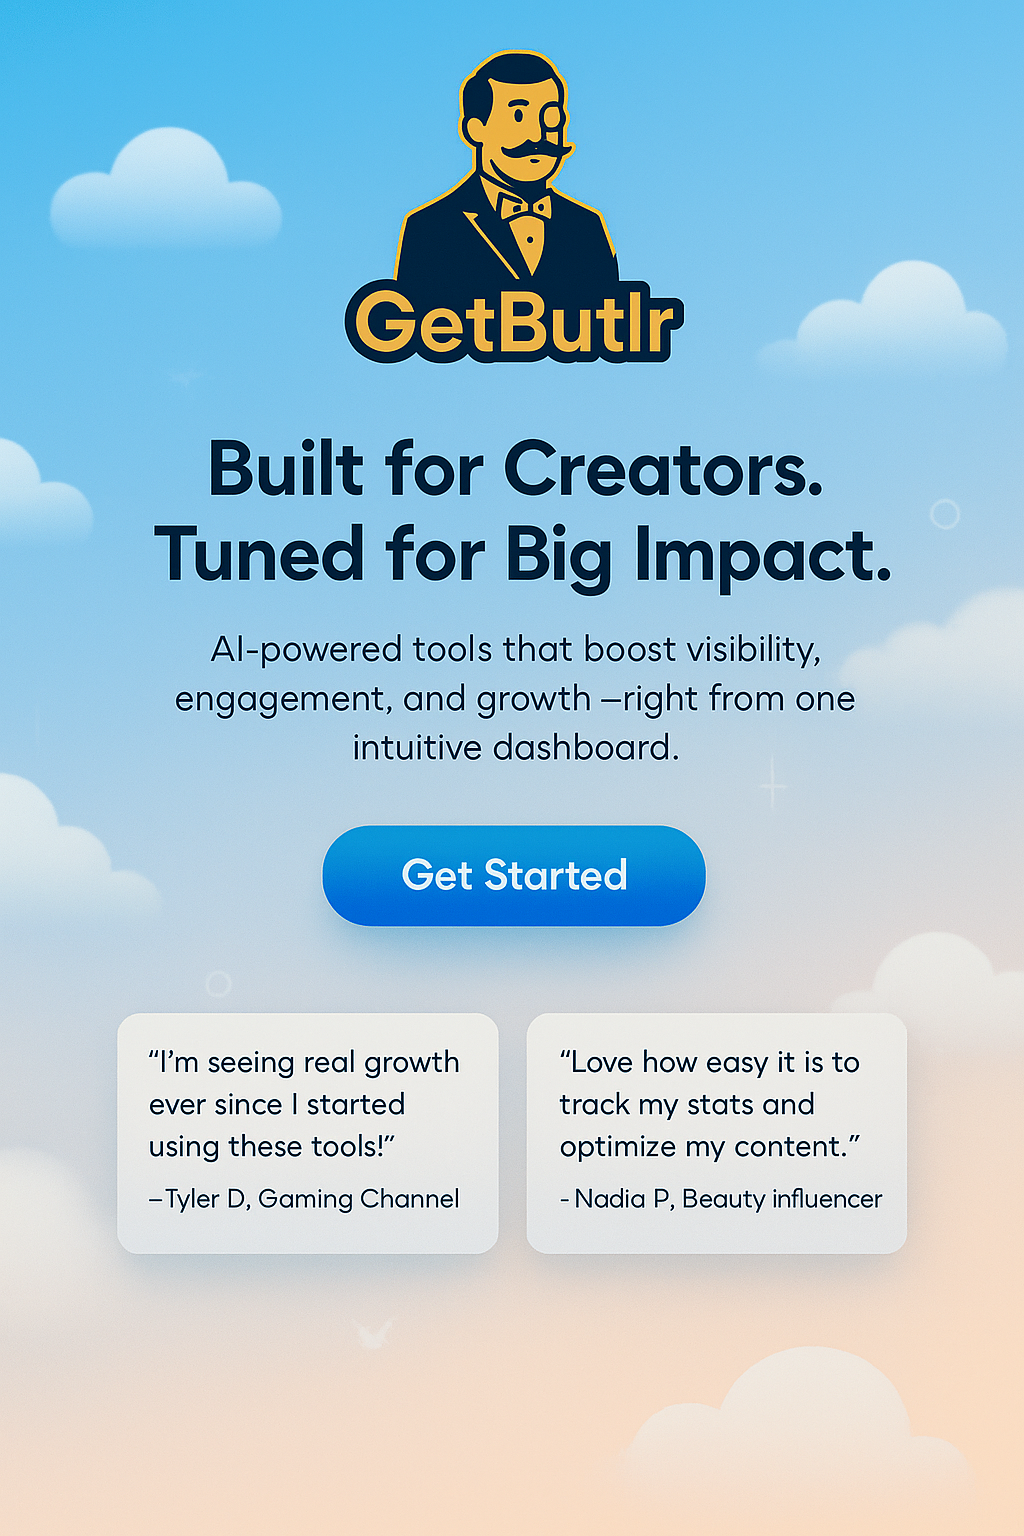 GetButlr
Built for Creators.
Tuned for Big Impact.
AI-powered tools that boost visibility,
engagement, and growth –right from one
intuitive dashboard.
Get Started
“I’m seeing real growth
ever since I started
using these tools!”
– Tyler D, Gaming Channel
“Love how easy it is to
track my stats and
optimize my content.”
- Nadia P, Beauty influencer